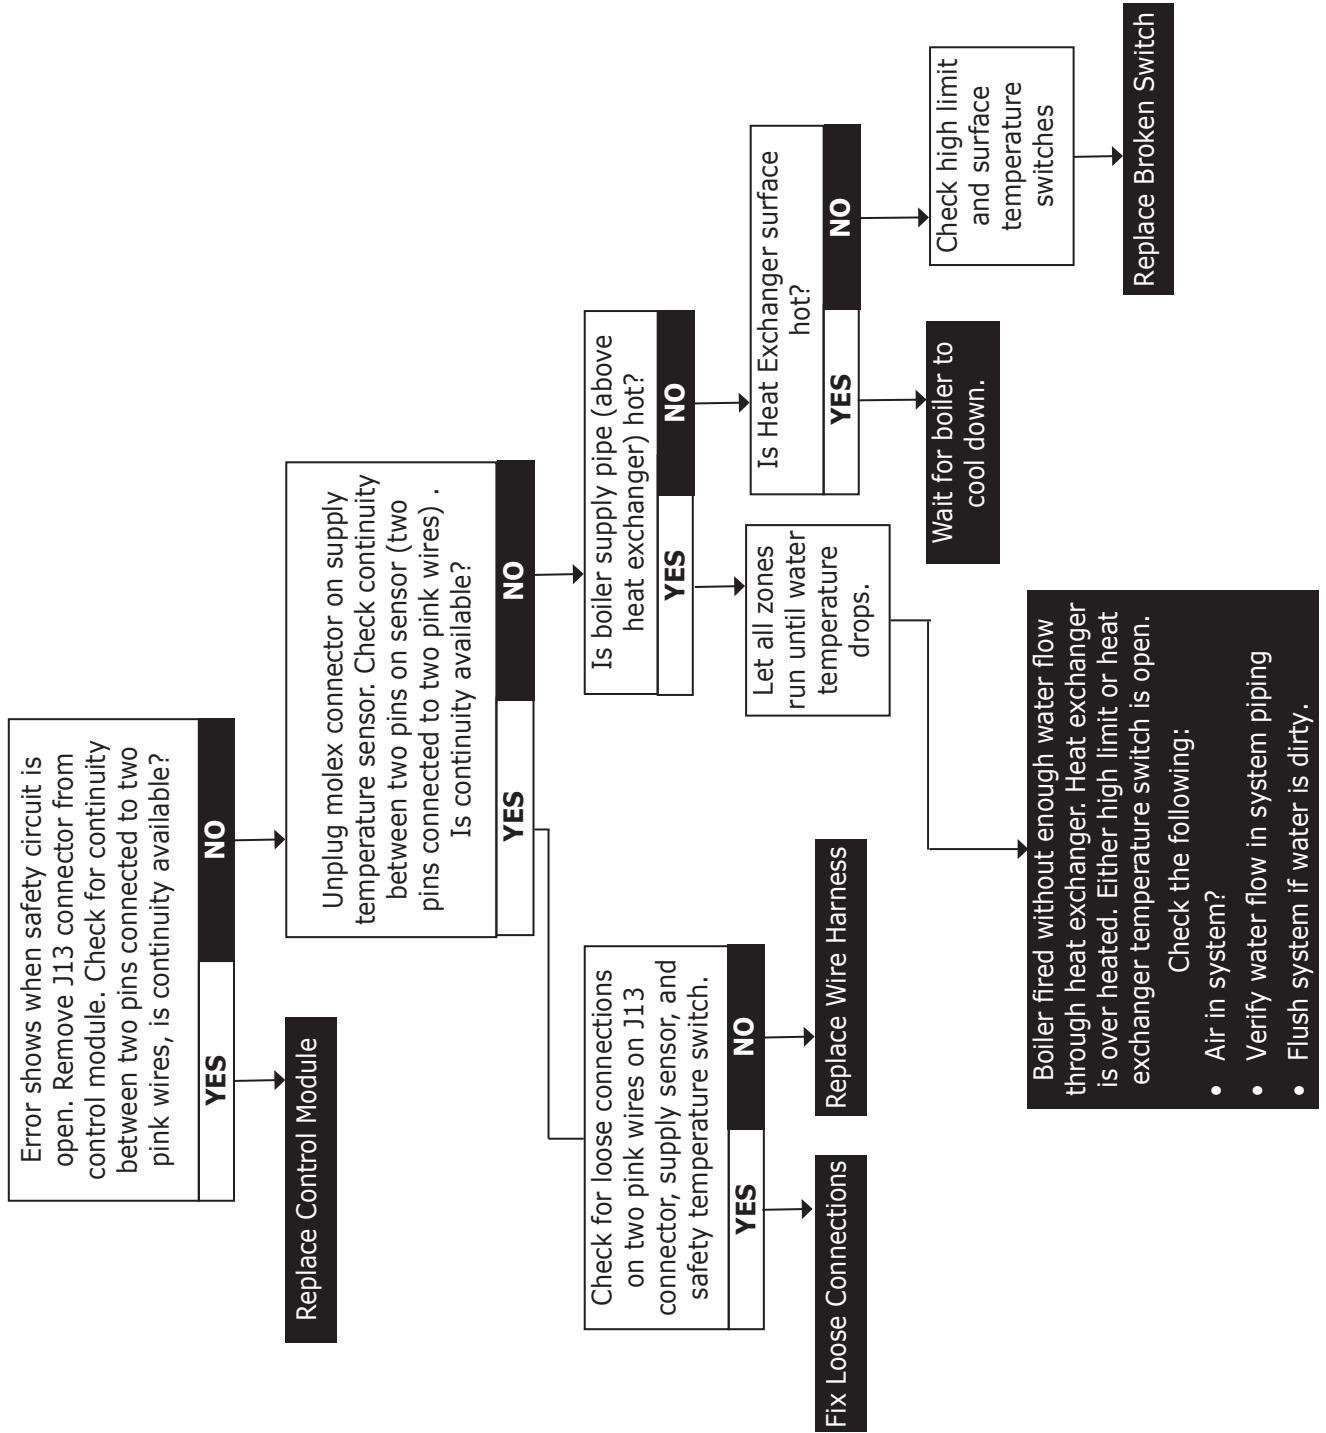 Error shows when safety circuit is
open. Remove J13 connector from
control module. Check for continuity
between two pins connected to two
pink wires, is continuity available?
YES
NO
Replace Control Module
Unplug molex connector on supply
temperature sensor. Check continuity
between two pins on sensor (two
pins connected to two pink wires) .
Is continuity available?
YES
NO
Check for loose connections
on two pink wires on J13
connector, supply sensor, and
safety temperature switch.
YES
NO
Fix Loose Connections
Replace Wire Harness
Is boiler supply pipe (above
heat exchanger) hot?
YES
NO
Let all zones
run until water
temperature
drops.
Boiler fired without enough water flow
through heat exchanger. Heat exchanger
is over heated. Either high limit or heat
exchanger temperature switch is open.
Check the following:
• Air in system?
• Verify water flow in system piping
• Flush system if water is dirty.
Is Heat Exchanger surface
hot?
YES
NO
Wait for boiler to
cool down.
Check high limit
and surface
temperature
switches
Replace Broken Switch